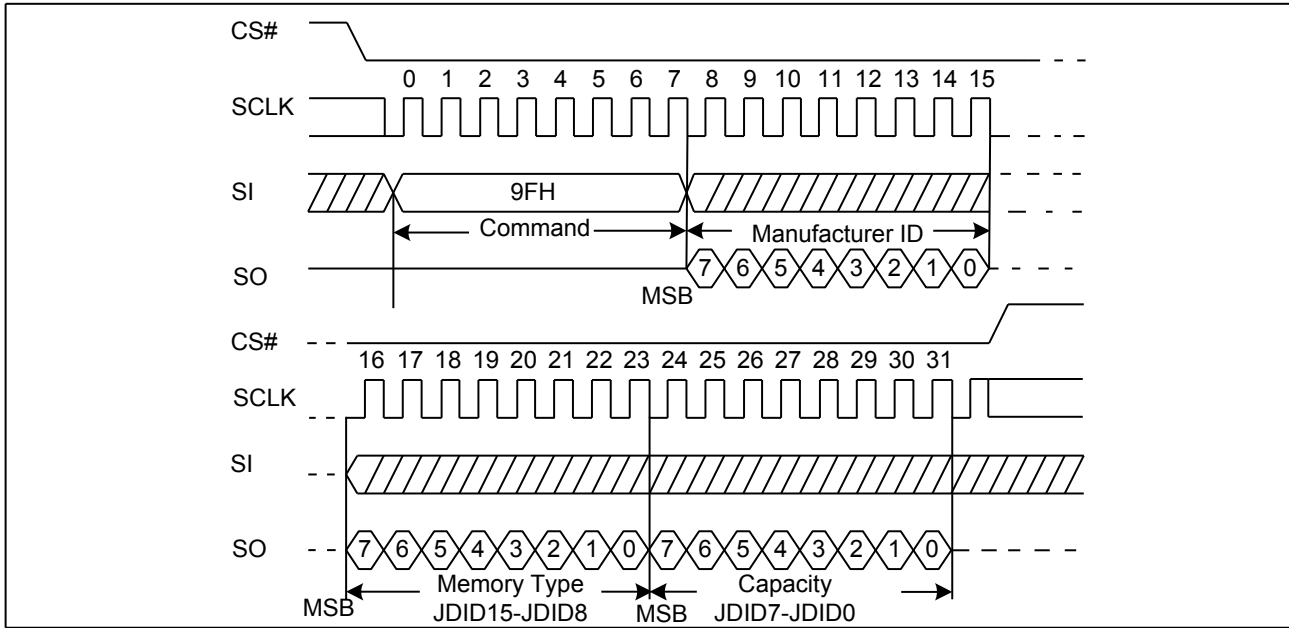 CS#
0 1 2 3 4 5 6 7 8 9 10 11 12 13 14 15
SCLK
SI
9FH
Command
Manufacturer ID
SO
7 6 5 4 3 2 1 0
MSB
CS#
16 17 18 19 20 21 22 23 24 25 26 27 28 29 30 31
SCLK
SI
SO
7 6 5 4 3 2 1 0 7 6 5 4 3 2 1 0
Memory Type Capacity
MSB JDID15-JDID8 MSB JDID7-JDID0